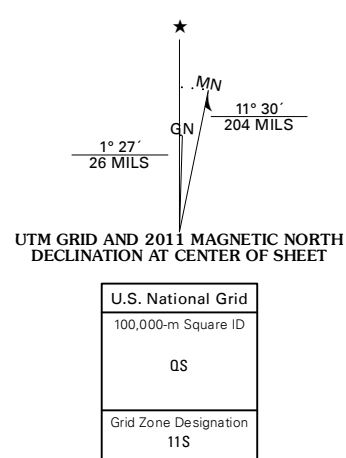 ★
MN
GN
11° 30´
204 MILS
1° 27´
26 MILS
UTM GRID AND 2011 MAGNETIC NORTH
DECLINATION AT CENTER OF SHEET
U.S. National Grid
100,000-m Square ID
QS
Grid Zone Designation
11S